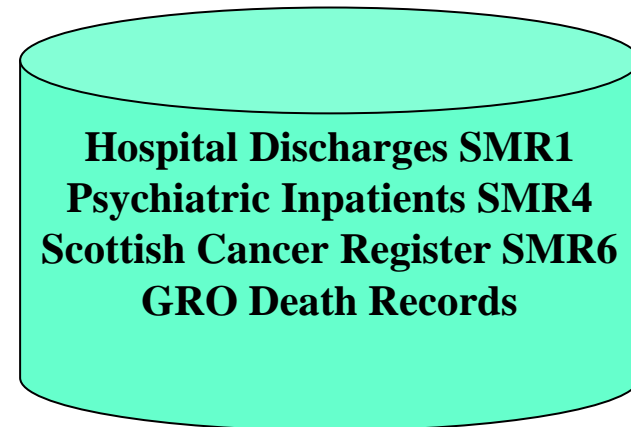 Hospital Discharges SMR1
Psychiatric Inpatients SMR4
Scottish Cancer Register SMR6
GRO Death Records